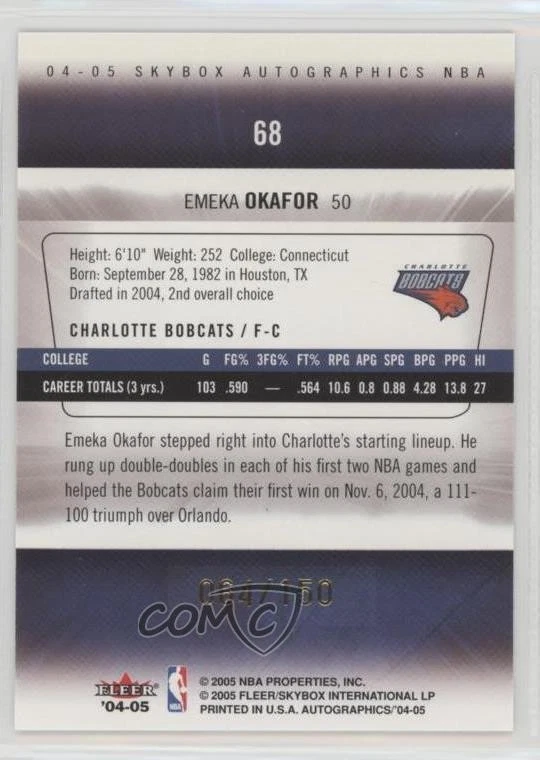 04-05 SKYBOX AUTOGRAPHICS NBA
68
EMEKA OKAFOR 50
Height: 6'10" Weight: 252 College: Connecticut
Born: September 28, 1982 in Houston, TX
Drafted in 2004, 2nd overall choice
CHARLOTTE
BOBCATS
CHARLOTTE BOBCATS / F-C
COLLEGE G FG% 3FG% FT% RPG APG SPG BPG PPG HI
CAREER TOTALS (3 yrs.) 103 .590 — .564 10.6 0.8 0.88 4.28 13.8 27
Emeka Okafor stepped right into Charlotte's starting lineup. He
rung up double-doubles in each of his first two NBA games and
helped the Bobcats claim their first win on Nov. 6, 2004, a 111-
100 triumph over Orlando.
084/150
COMC
FLEER
'04-05
NBA
© 2005 NBA PROPERTIES, INC.
© 2005 FLEER/SKYBOX INTERNATIONAL LP
PRINTED IN U.S.A. AUTOGRAPHICS/'04-05